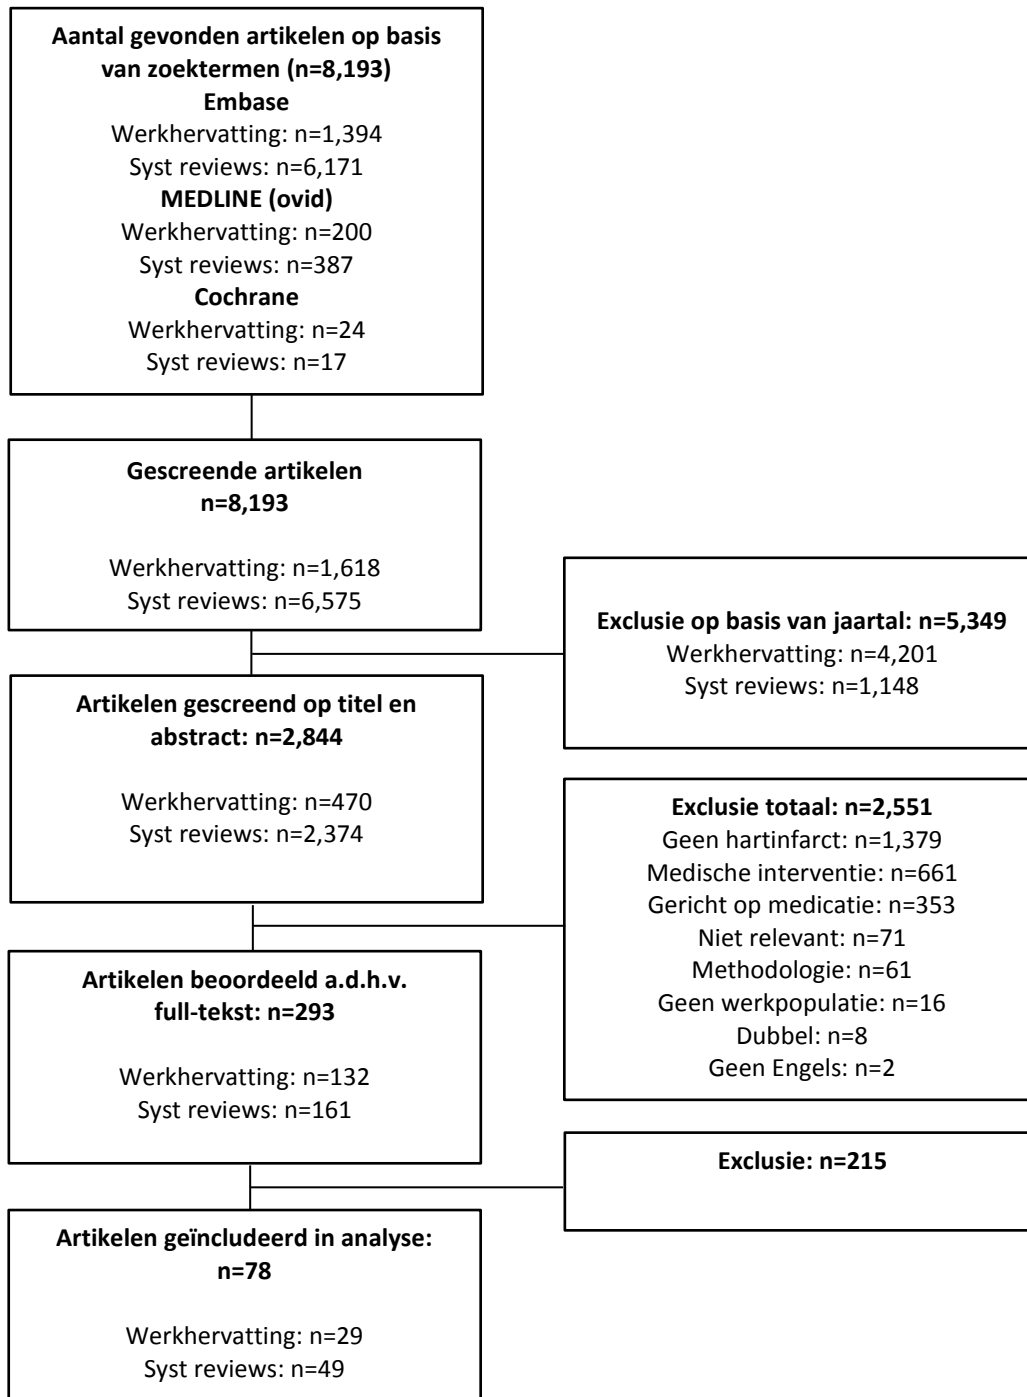 Aantal gevonden artikelen op basis
van zoektermen (n=8,193)
Embase
Werkhervatting: n=1,394
Syst reviews: n=6,171
MEDLINE (ovid)
Werkhervatting: n=200
Syst reviews: n=387
Cochrane
Werkhervatting: n=24
Syst reviews: n=17
Gescreende artikelen
n=8,193
Werkhervatting: n=1,618
Syst reviews: n=6,575
Exclusie op basis van jaartal: n=5,349
Werkhervatting: n=4,201
Syst reviews: n=1,148
Artikelen gescreend op titel en
abstract: n=2,844
Werkhervatting: n=470
Syst reviews: n=2,374
Exclusie totaal: n=2,551
Geen hartinfarct: n=1,379
Medische interventie: n=661
Gericht op medicatie: n=353
Niet relevant: n=71
Methodologie: n=61
Geen werkpopulatie: n=16
Dubbel: n=8
Geen Engels: n=2
Artikelen beoordeeld a.d.h.v.
full-tekst: n=293
Werkhervatting: n=132
Syst reviews: n=161
Exclusie: n=215
Artikelen geïncludeerd in analyse:
n=78
Werkhervatting: n=29
Syst reviews: n=49